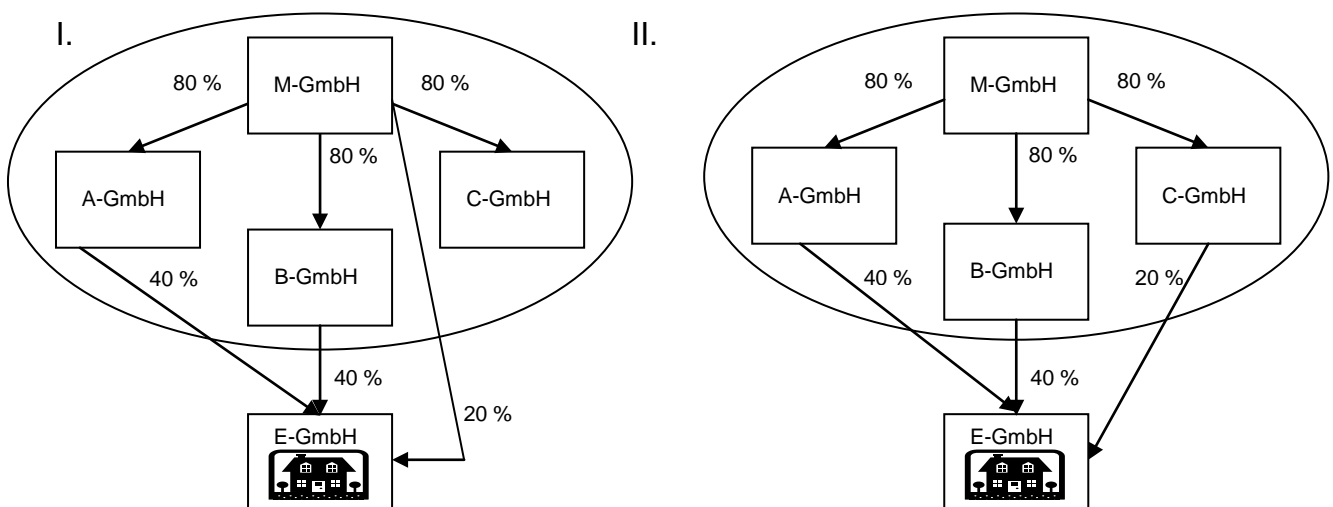 I.
80 %
M-GmbH
80 %
80 %
A-GmbH
C-GmbH
B-GmbH
40 %
40 %
20 %
E-GmbH
II.
80 %
M-GmbH
80 %
80 %
A-GmbH
C-GmbH
B-GmbH
40 %
20 %
40 %
E-GmbH